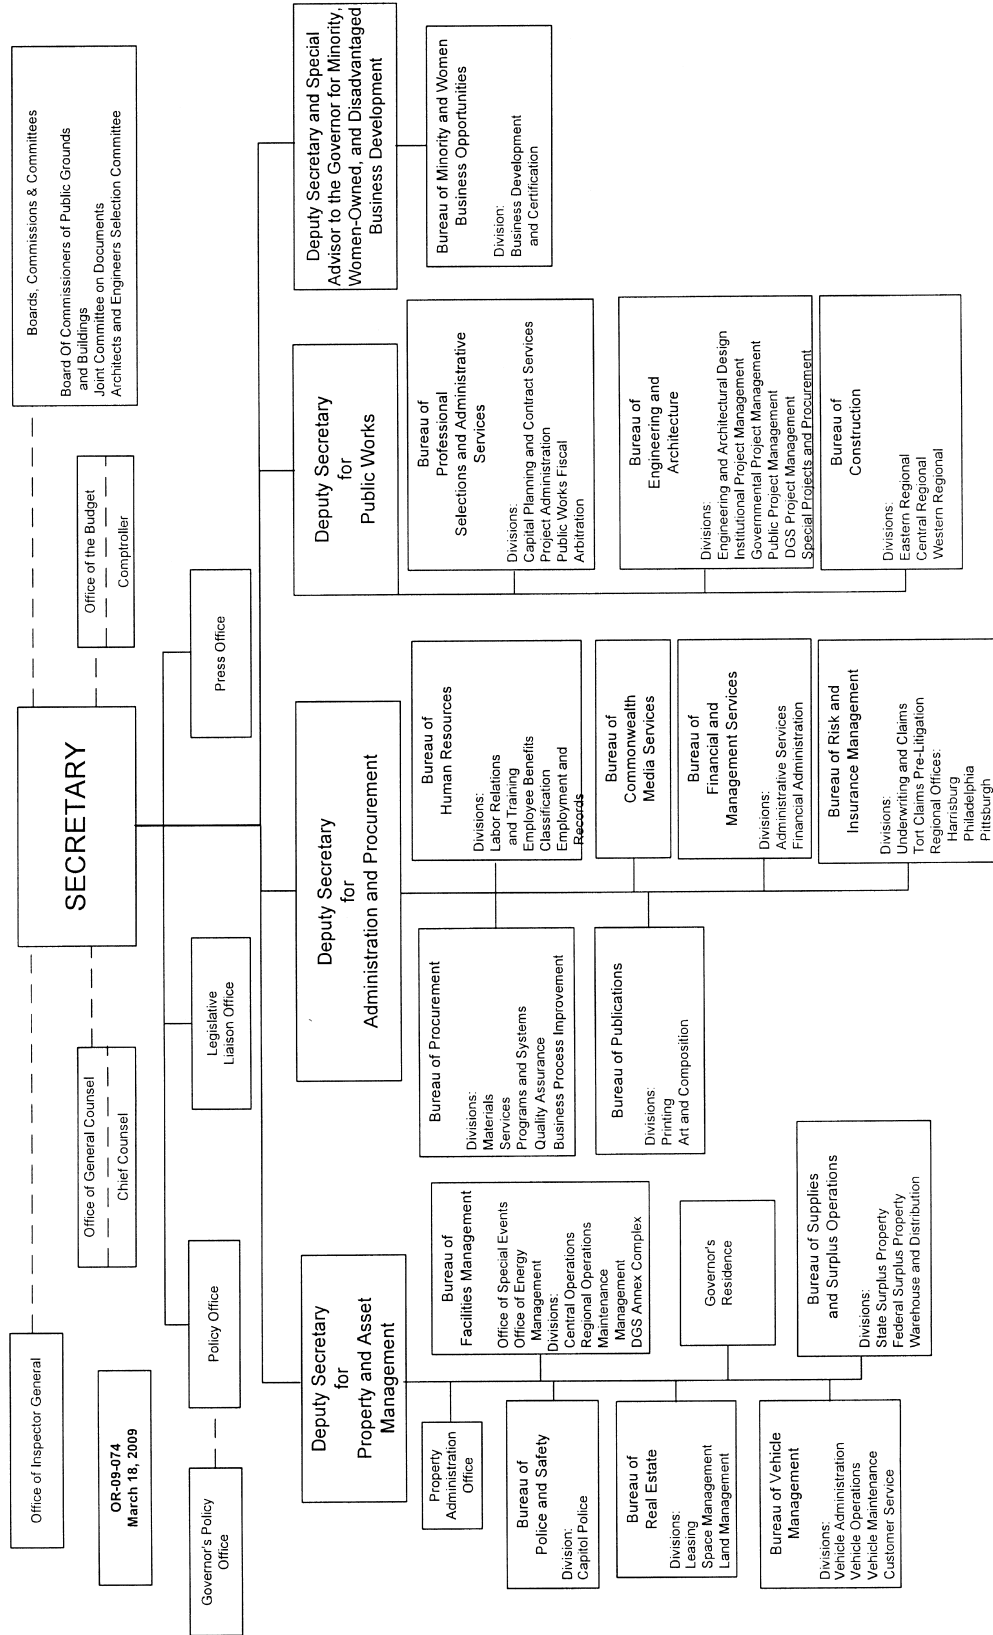 Office of Inspector General
SECRETARY
Boards, Commissions & Committees
Board Of Commissioners of Public Grounds
and Buildings
Joint Committee on Documents
Architects and Engineers Selection Committee
OR-09-074
March 18, 2009
Office of General Counsel
Chief Counsel
Office of the Budget
Comptroller
Governor's Policy
Office
Policy Office
Legislative
Liaison Office
Press Office
Deputy Secretary
for
Property and Asset
Management
Property
Administration
Office
Bureau of
Facilities Management
Office of Special Events
Office of Energy
Management
Divisions:
Central Operations
Regional Operations
Maintenance
Management
DGS Annex Complex
Bureau of
Police and Safety
Division:
Capitol Police
Governor's
Residence
Bureau of
Real Estate
Divisions:
Leasing
Space Management
Land Management
Bureau of Supplies
and Surplus Operations
Divisions:
State Surplus Property
Federal Surplus Property
Warehouse and Distribution
Bureau of Vehicle
Management
Divisions:
Vehicle Administration
Vehicle Operations
Vehicle Maintenance
Customer Service
Deputy Secretary
for
Administration and Procurement
Bureau of Procurement
Divisions:
Materials
Services
Programs and Systems
Quality Assurance
Business Process Improvement
Bureau of
Human Resources
Divisions:
Labor Relations
and Training
Employee Benefits
Classification
Employment and
Records
Bureau of Publications
Divisions:
Printing
Art and Composition
Bureau of
Commonwealth
Media Services
Bureau of
Financial and
Management Services
Divisions:
Administrative Services
Financial Administration
Bureau of Risk and
Insurance Management
Divisions:
Underwriting and Claims
Tort Claims Pre-Litigation
Regional Offices:
Harrisburg
Philadelphia
Pittsburgh
Deputy Secretary
for
Public Works
Bureau of
Professional
Selections and Administrative
Services
Divisions:
Capital Planning and Contract Services
Project Administration
Public Works Fiscal
Arbitration
Bureau of
Engineering and
Architecture
Divisions:
Engineering and Architectural Design
Institutional Project Management
Governmental Project Management
Public Project Management
DGS Project Management
Special Projects and Procurement
Bureau of
Construction
Divisions:
Eastern Regional
Central Regional
Western Regional
Deputy Secretary and Special
Advisor to the Governor for Minority,
Women-Owned, and Disadvantaged
Business Development
Bureau of Minority and Women
Business Opportunities
Division:
Business Development
and Certification